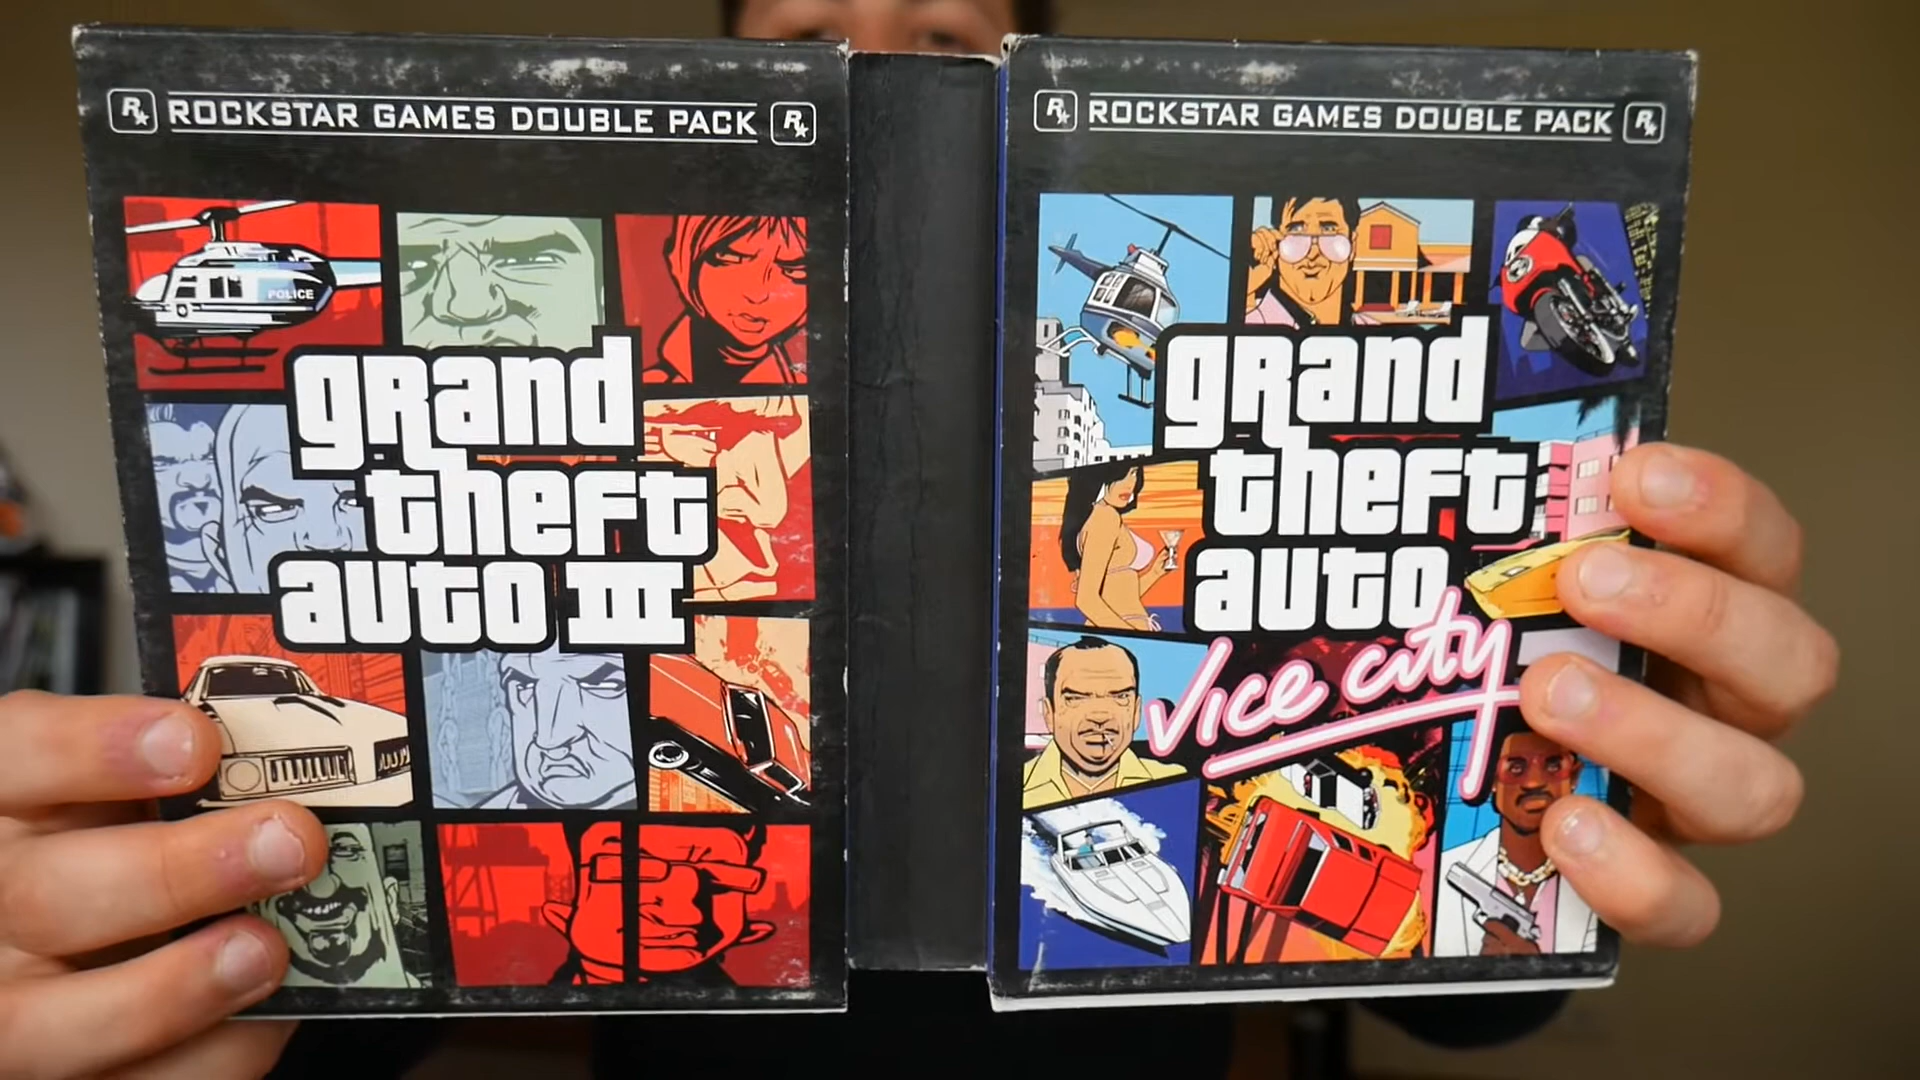 R★ ROCKSTAR GAMES DOUBLE PACK R★
POLICE
grand
theft
auto III
R★ ROCKSTAR GAMES DOUBLE PACK R★
grand
theft
auto
Vice City